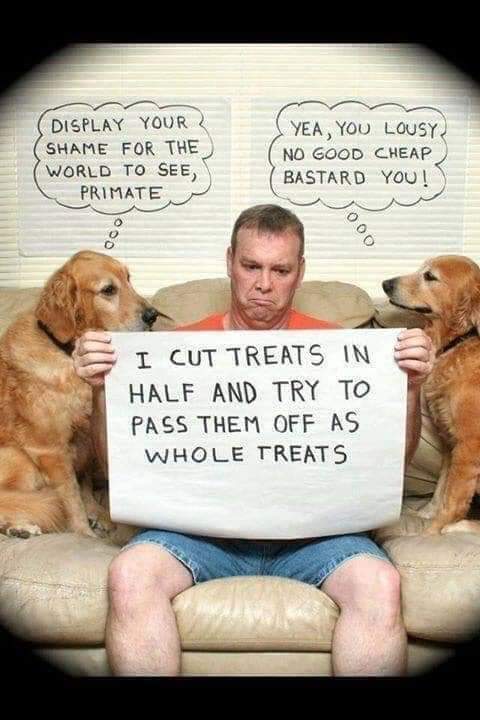 DISPLAY YOUR
SHAME FOR THE
WORLD TO SEE,
PRIMATE
YEA, YOU LOUSY
NO GOOD CHEAP
BASTARD YOU!
I CUT TREATS IN
HALF AND TRY TO
PASS THEM OFF AS
WHOLE TREATS